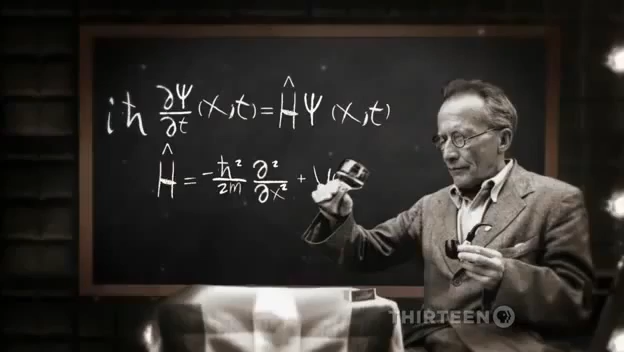 iħ ∂Ψ/∂t (x,t) = Ĥ Ψ (x,t)
Ĥ = -ħ²/2m ∂²/∂x² + V
THIRTEEN